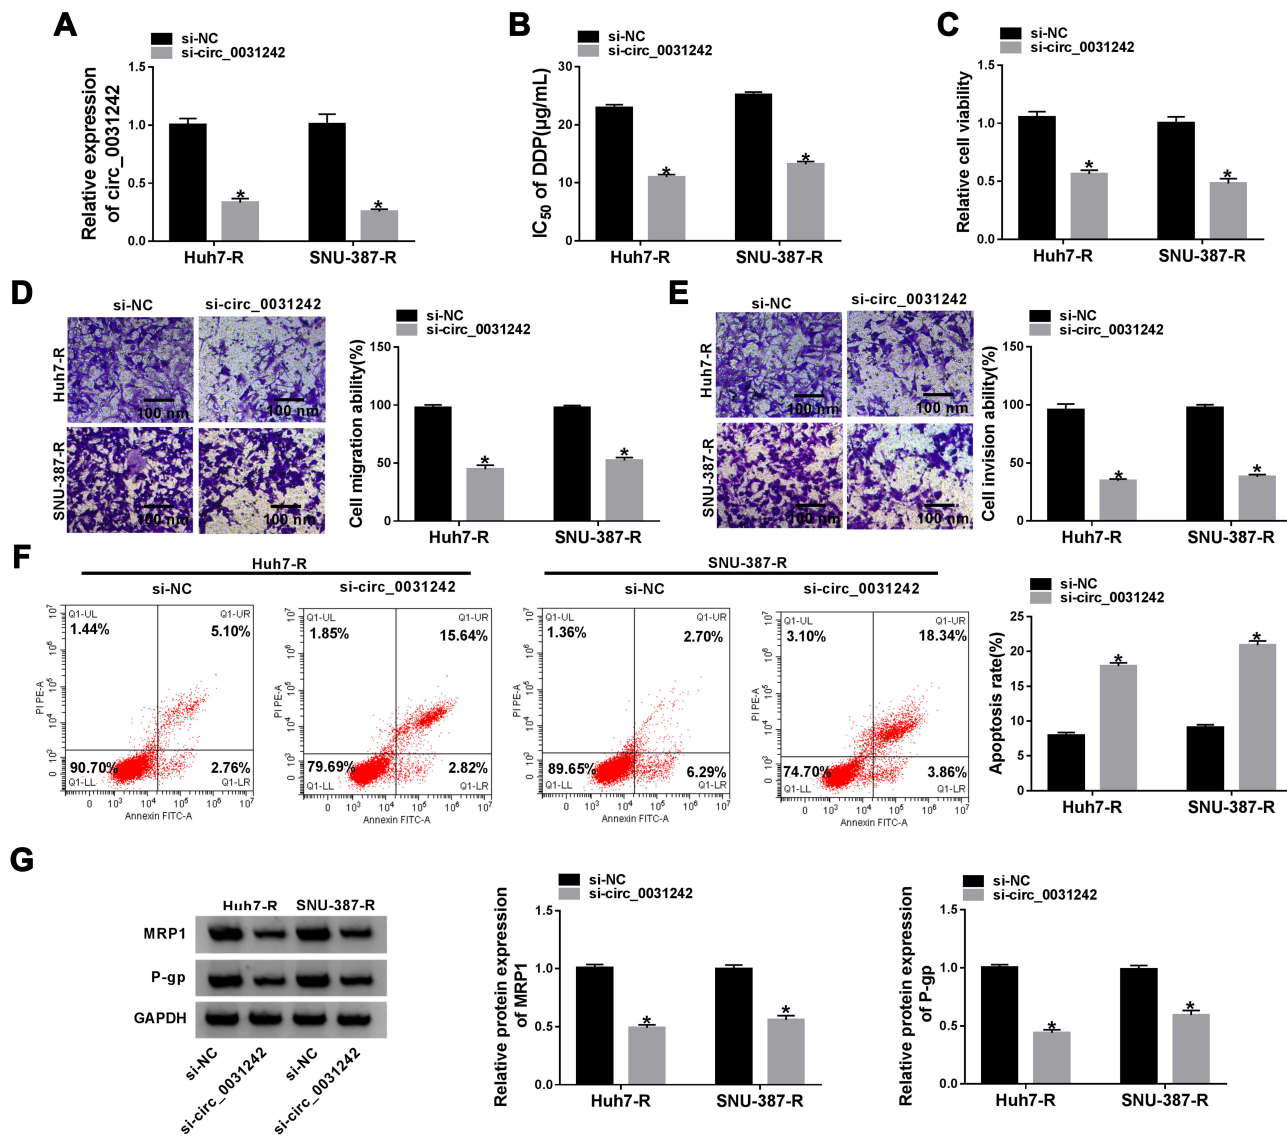 A
si-NC
si-circ_0031242
Relative expression
of circ_0031242
1.5
1.0
0.5
0.0
Huh7-R
SNU-387-R
B
si-NC
si-circ_0031242
IC50 of DDP(μg/mL)
30
20
10
0
Huh7-R
SNU-387-R
C
si-NC
si-circ_0031242
Relative cell viability
1.5
1.0
0.5
0.0
Huh7-R
SNU-387-R
D
si-NC
si-circ_0031242
Huh7-R
SNU-387-R
100 nm
100 nm
100 nm
100 nm
si-NC
si-circ_0031242
Cell migration ability(%)
150
100
50
0
Huh7-R
SNU-387-R
E
si-NC
si-circ_0031242
Huh7-R
SNU-387-R
100 nm
100 nm
100 nm
100 nm
si-NC
si-circ_0031242
Cell invision ability(%)
150
100
50
0
Huh7-R
SNU-387-R
F
Huh7-R
SNU-387-R
si-NC
Q1-UL
1.44%
Q1-UR
5.10%
90.70%
Q1-LL
2.76%
Q1-LR
PI PE-A
Annexin FITC-A
si-circ_0031242
Q1-UL
1.85%
Q1-UR
15.64%
79.69%
Q1-LL
2.82%
Q1-LR
PI PE-A
Annexin FITC-A
si-NC
Q1-UL
1.36%
Q1-UR
2.70%
89.65%
Q1-LL
6.29%
Q1-LR
PI PE-A
Annexin FITC-A
si-circ_0031242
Q1-UL
3.10%
Q1-UR
18.34%
74.70%
Q1-LL
3.86%
Q1-LR
PI PE-A
Annexin FITC-A
si-NC
si-circ_0031242
Apoptosis rate(%)
25
20
15
10
5
0
Huh7-R
SNU-387-R
G
Huh7-R
SNU-387-R
MRP1
P-gp
GAPDH
si-NC
si-circ_0031242
si-NC
si-circ_0031242
si-NC
si-circ_0031242
Relative protein expression
of MRP1
1.5
1.0
0.5
0.0
Huh7-R
SNU-387-R
si-NC
si-circ_0031242
Relative protein expression
of P-gp
1.5
1.0
0.5
0.0
Huh7-R
SNU-387-R